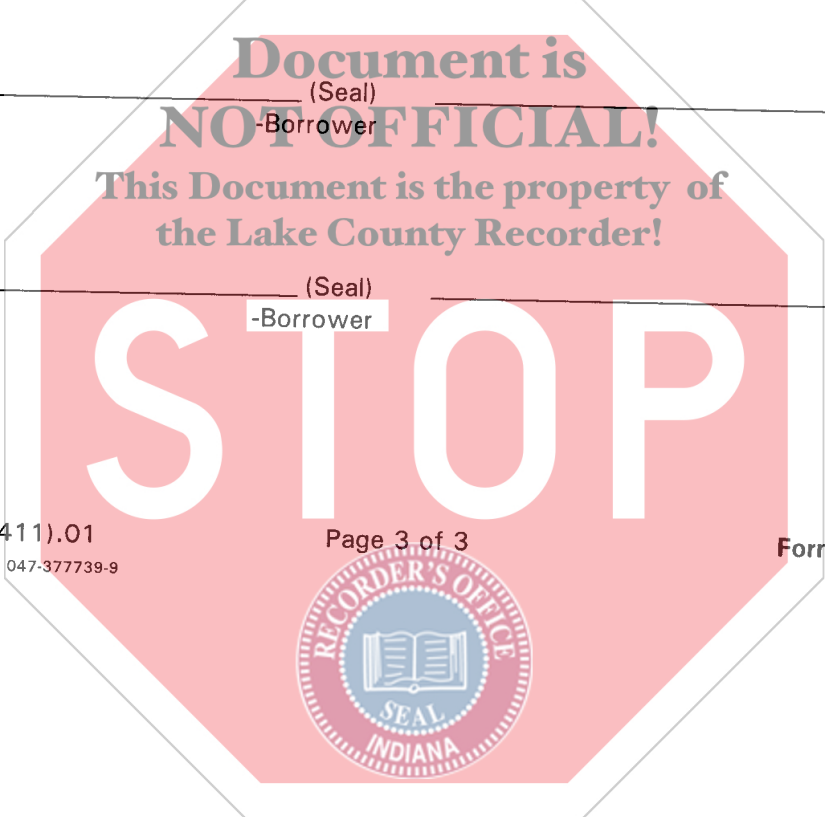 Document is
(Seal)
-Borrower
NOT OFFICIAL!
This Document is the property of
the Lake County Recorder!
(Seal)
-Borrower
STOP
411).01
Page 3 of 3
Forr
047-377739-9
RECORDER'S OFFICE
SEAL
INDIANA